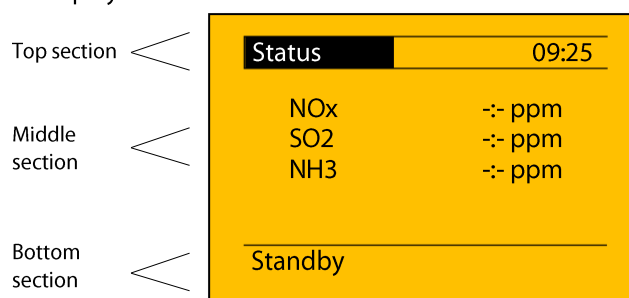 Top section
Status 09:25
NOx -:- ppm
Middle
section
SO2 -:- ppm
NH3 -:- ppm
Bottom
section
Standby